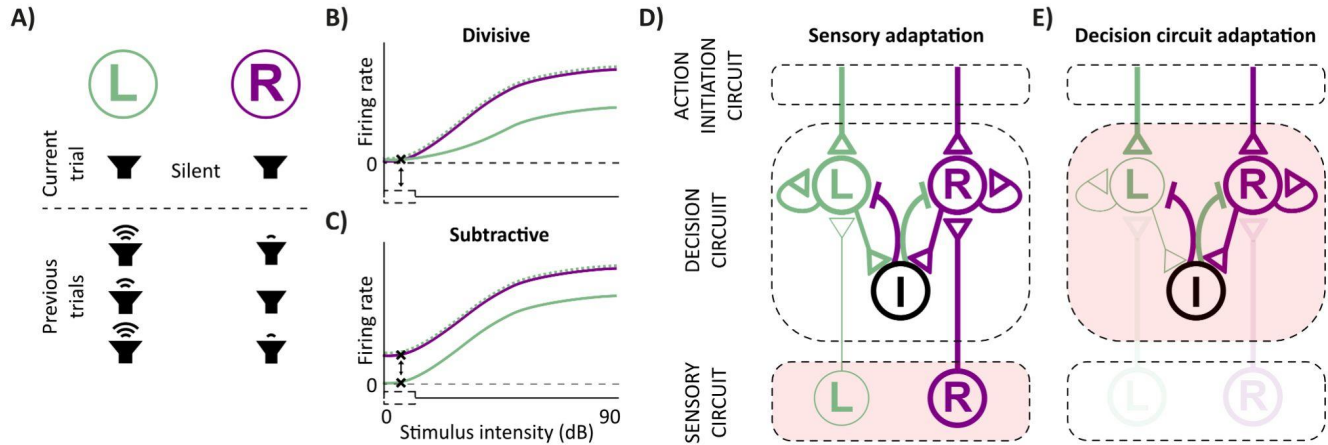 A)
L
R
Current trial
Silent
Previous trials
B)
Divisive
Firing rate
0
C)
Subtractive
Firing rate
0
0
90
Stimulus intensity (dB)
D)
Sensory adaptation
ACTION
INITIATION
CIRCUIT
DECISION
CIRCUIIT
SENSORY
CIRCUIT
L
R
I
L
R
E)
Decision circuit adaptation
L
R
I
L
R